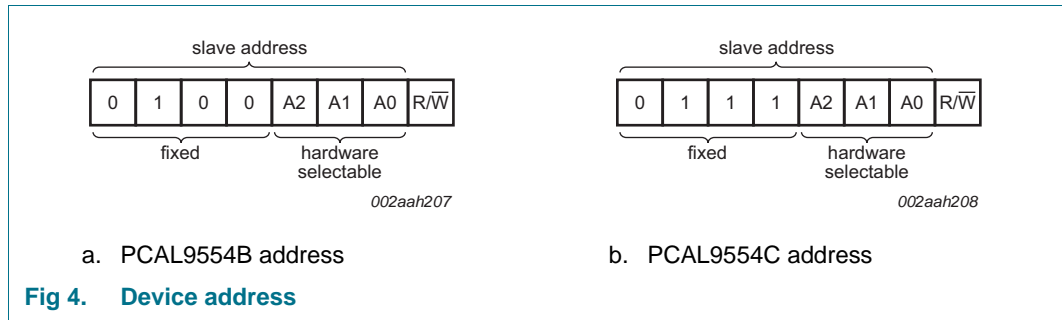 slave address
0 1 0 0 A2 A1 A0 R/W̅
fixed
hardware
selectable
002aah207
a. PCAL9554B address
slave address
0 1 1 1 A2 A1 A0 R/W̅
fixed
hardware
selectable
002aah208
b. PCAL9554C address
Fig 4. Device address